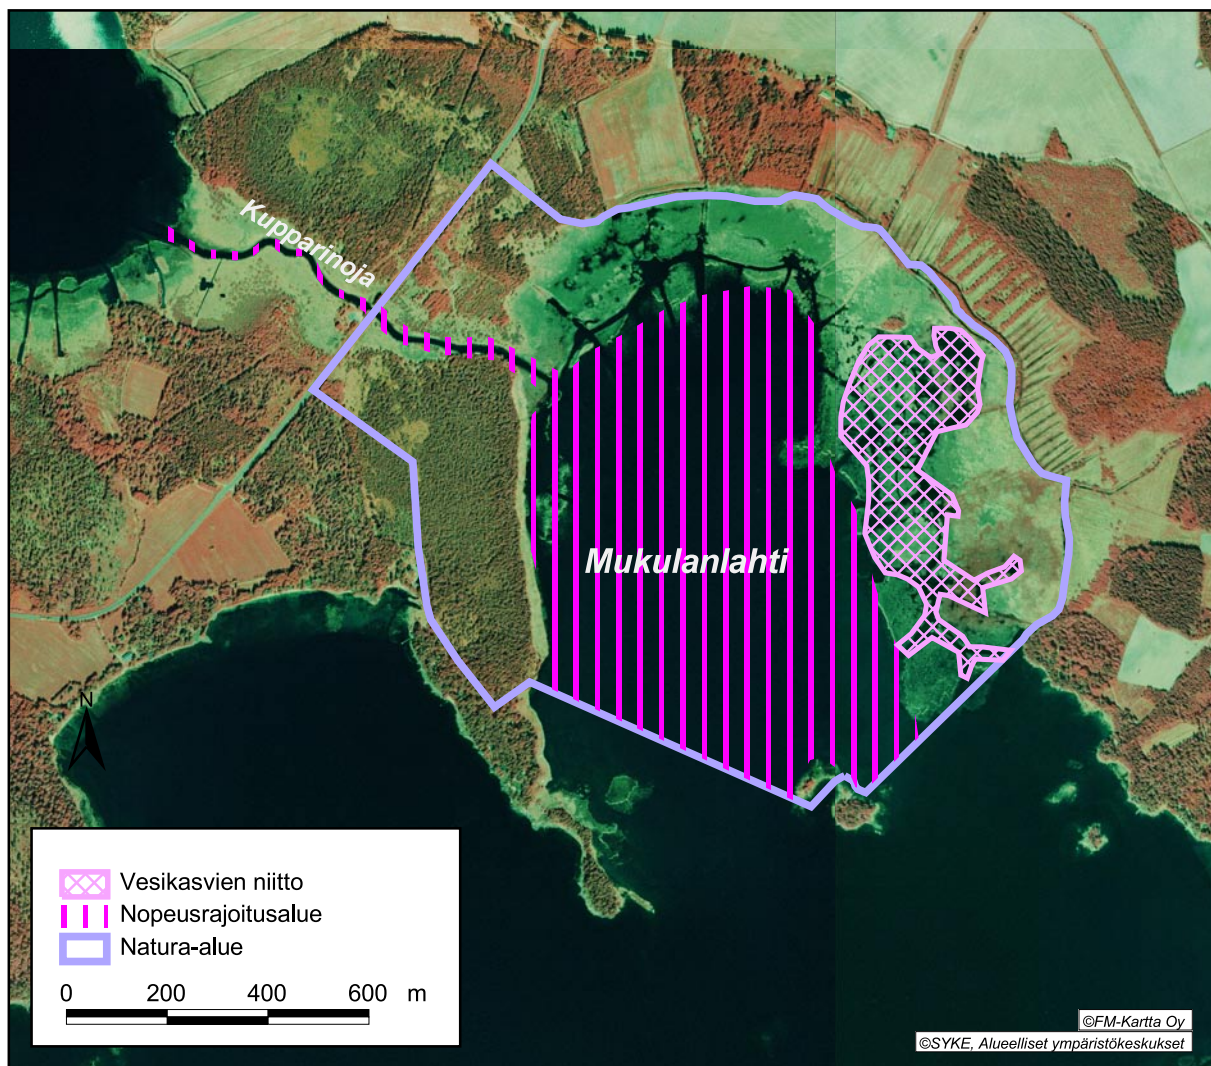 Kupparinoja
Mukulanlahti
N
Vesikasvien niitto
Nopeusrajoitusalue
Natura-alue
0 200 400 600 m
©FM-Kartta Oy
©SYKE, Alueelliset ympäristökeskukset